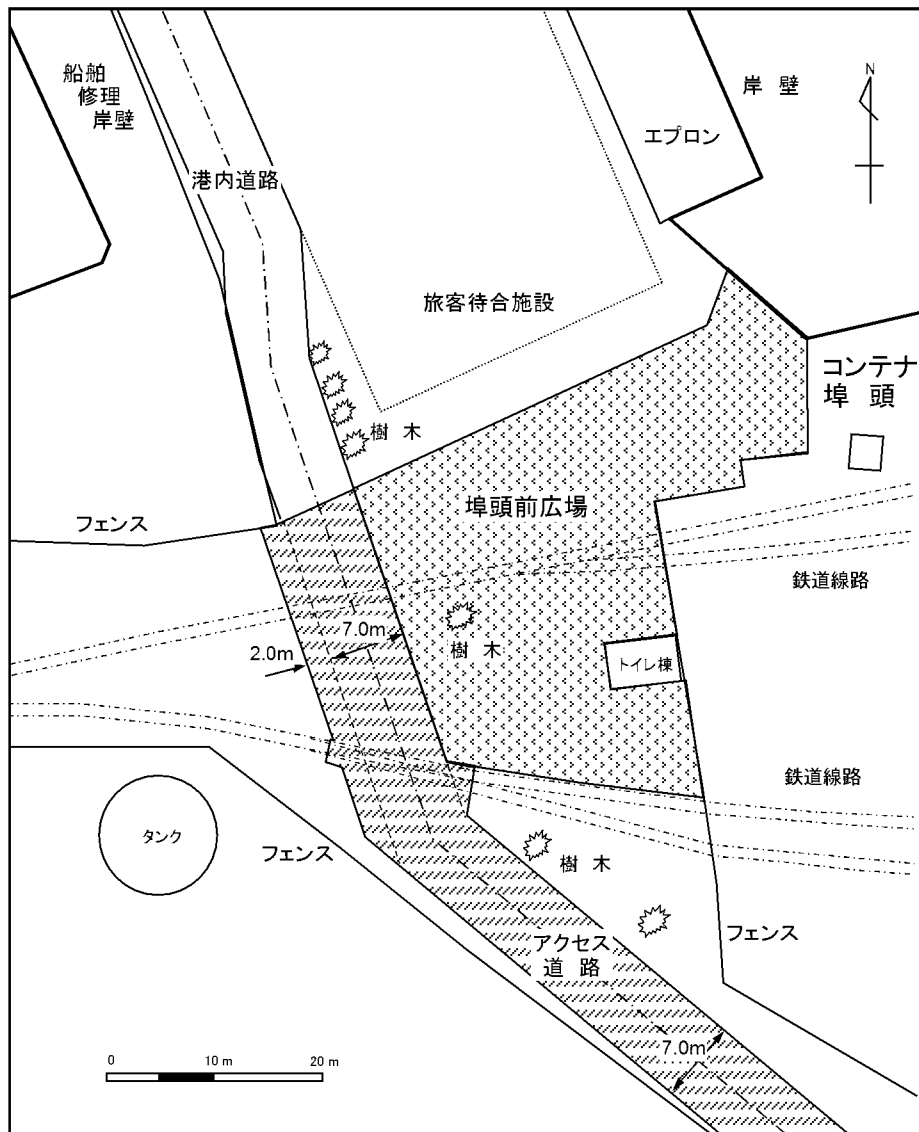 船舶
修理
岸壁
岸 壁
N
エプロン
港内道路
旅客待合施設
コンテナ
埠 頭
樹 木
埠頭前広場
フェンス
鉄道線路
7.0m
2.0m
樹 木
トイレ棟
鉄道線路
タンク
フェンス
樹 木
フェンス
アクセス
道 路
7.0m
0 10 m 20 m